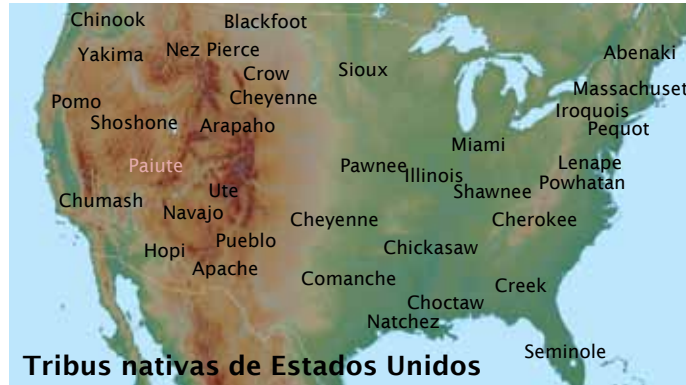 Chinook
Blackfoot
Yakima
Nez Pierce
Abenaki
Sioux
Crow
Cheyenne
Massachuset
Pomo
Iroquois
Shoshone
Arapaho
Pequot
Miami
Paiute
Pawnee
Illinois
Lenape
Ute
Shawnee
Powhatan
Chumash
Navajo
Cheyenne
Cherokee
Hopi
Pueblo
Chickasaw
Apache
Comanche
Creek
Choctaw
Natchez
Seminole
Tribus nativas de Estados Unidos